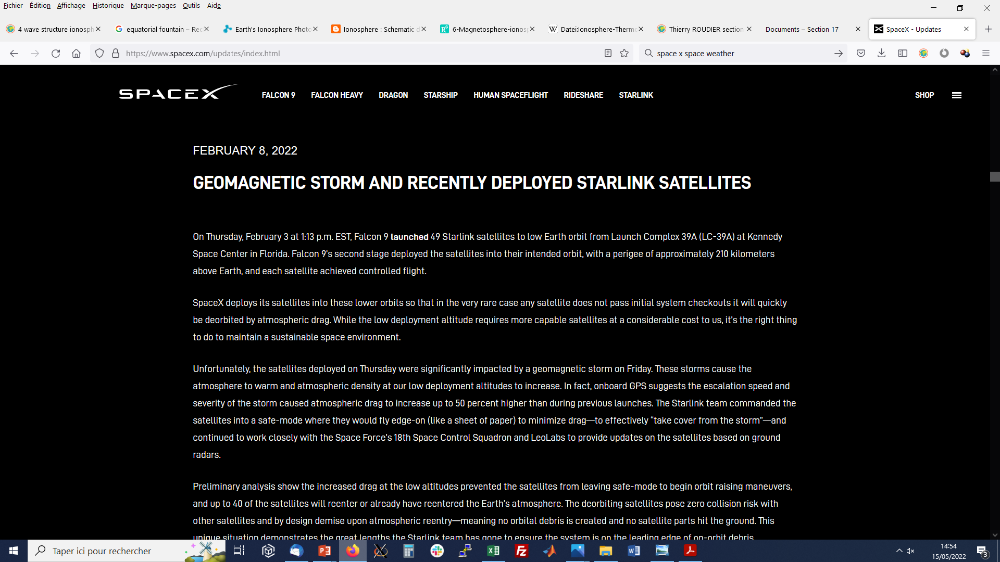 Fichier Édition Affichage Historique Marque-pages Outils Aide
4 wave structure ionosph
equatorial fountain – Rec
Earth's Ionosphere Photo
Ionosphere : Schematic d
6-Magnetosphere-ionos
Datei:Ionosphere-Thermo
Thierry ROUDIER section
Documents – Section 17
SpaceX - Updates
https://www.spacex.com/updates/index.html
space x space weather
SPACEX
FALCON 9 FALCON HEAVY DRAGON STARSHIP HUMAN SPACEFLIGHT RIDESHARE STARLINK
SHOP
FEBRUARY 8, 2022
GEOMAGNETIC STORM AND RECENTLY DEPLOYED STARLINK SATELLITES
On Thursday, February 3 at 1:13 p.m. EST, Falcon 9 launched 49 Starlink satellites to low Earth orbit from Launch Complex 39A (LC-39A) at Kennedy
Space Center in Florida. Falcon 9's second stage deployed the satellites into their intended orbit, with a perigee of approximately 210 kilometers
above Earth, and each satellite achieved controlled flight.
SpaceX deploys its satellites into these lower orbits so that in the very rare case any satellite does not pass initial system checkouts it will quickly
be deorbited by atmospheric drag. While the low deployment altitude requires more capable satellites at a considerable cost to us, it's the right thing
to do to maintain a sustainable space environment.
Unfortunately, the satellites deployed on Thursday were significantly impacted by a geomagnetic storm on Friday. These storms cause the
atmosphere to warm and atmospheric density at our low deployment altitudes to increase. In fact, onboard GPS suggests the escalation speed and
severity of the storm caused atmospheric drag to increase up to 50 percent higher than during previous launches. The Starlink team commanded the
satellites into a safe-mode where they would fly edge-on (like a sheet of paper) to minimize drag—to effectively “take cover from the storm”—and
continued to work closely with the Space Force's 18th Space Control Squadron and LeoLabs to provide updates on the satellites based on ground
radars.
Preliminary analysis show the increased drag at the low altitudes prevented the satellites from leaving safe-mode to begin orbit raising maneuvers,
and up to 40 of the satellites will reenter or already have reentered the Earth's atmosphere. The deorbiting satellites pose zero collision risk with
other satellites and by design demise upon atmospheric reentry—meaning no orbital debris is created and no satellite parts hit the ground. This
unique situation demonstrates the great lengths the Starlink team has gone to ensure the system is on the leading edge of on-orbit debris
Taper ici pour rechercher
14:54
15/05/2022
3